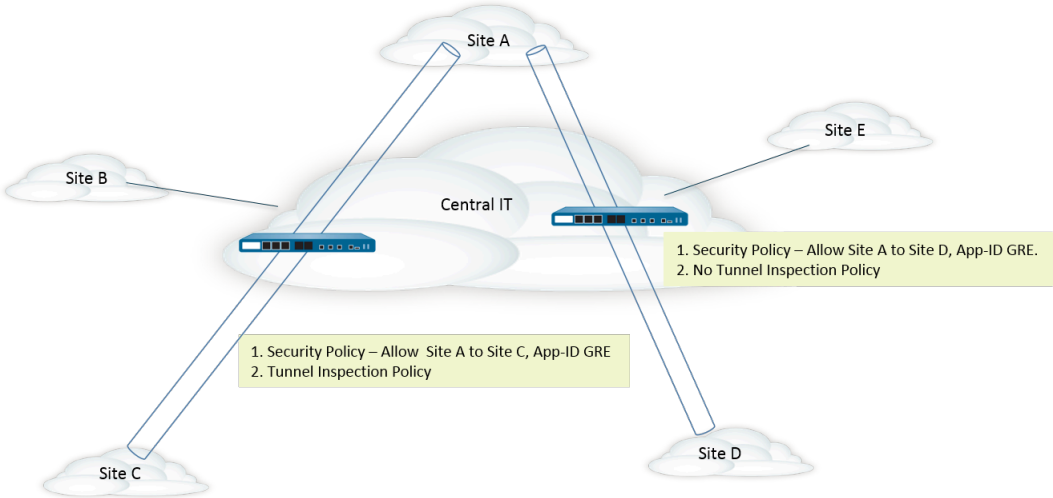 Site A
Site E
Site B
Central IT
1. Security Policy – Allow Site A to Site D, App-ID GRE.
2. No Tunnel Inspection Policy
1. Security Policy – Allow  Site A to Site C, App-ID GRE
2. Tunnel Inspection Policy
Site D
Site C